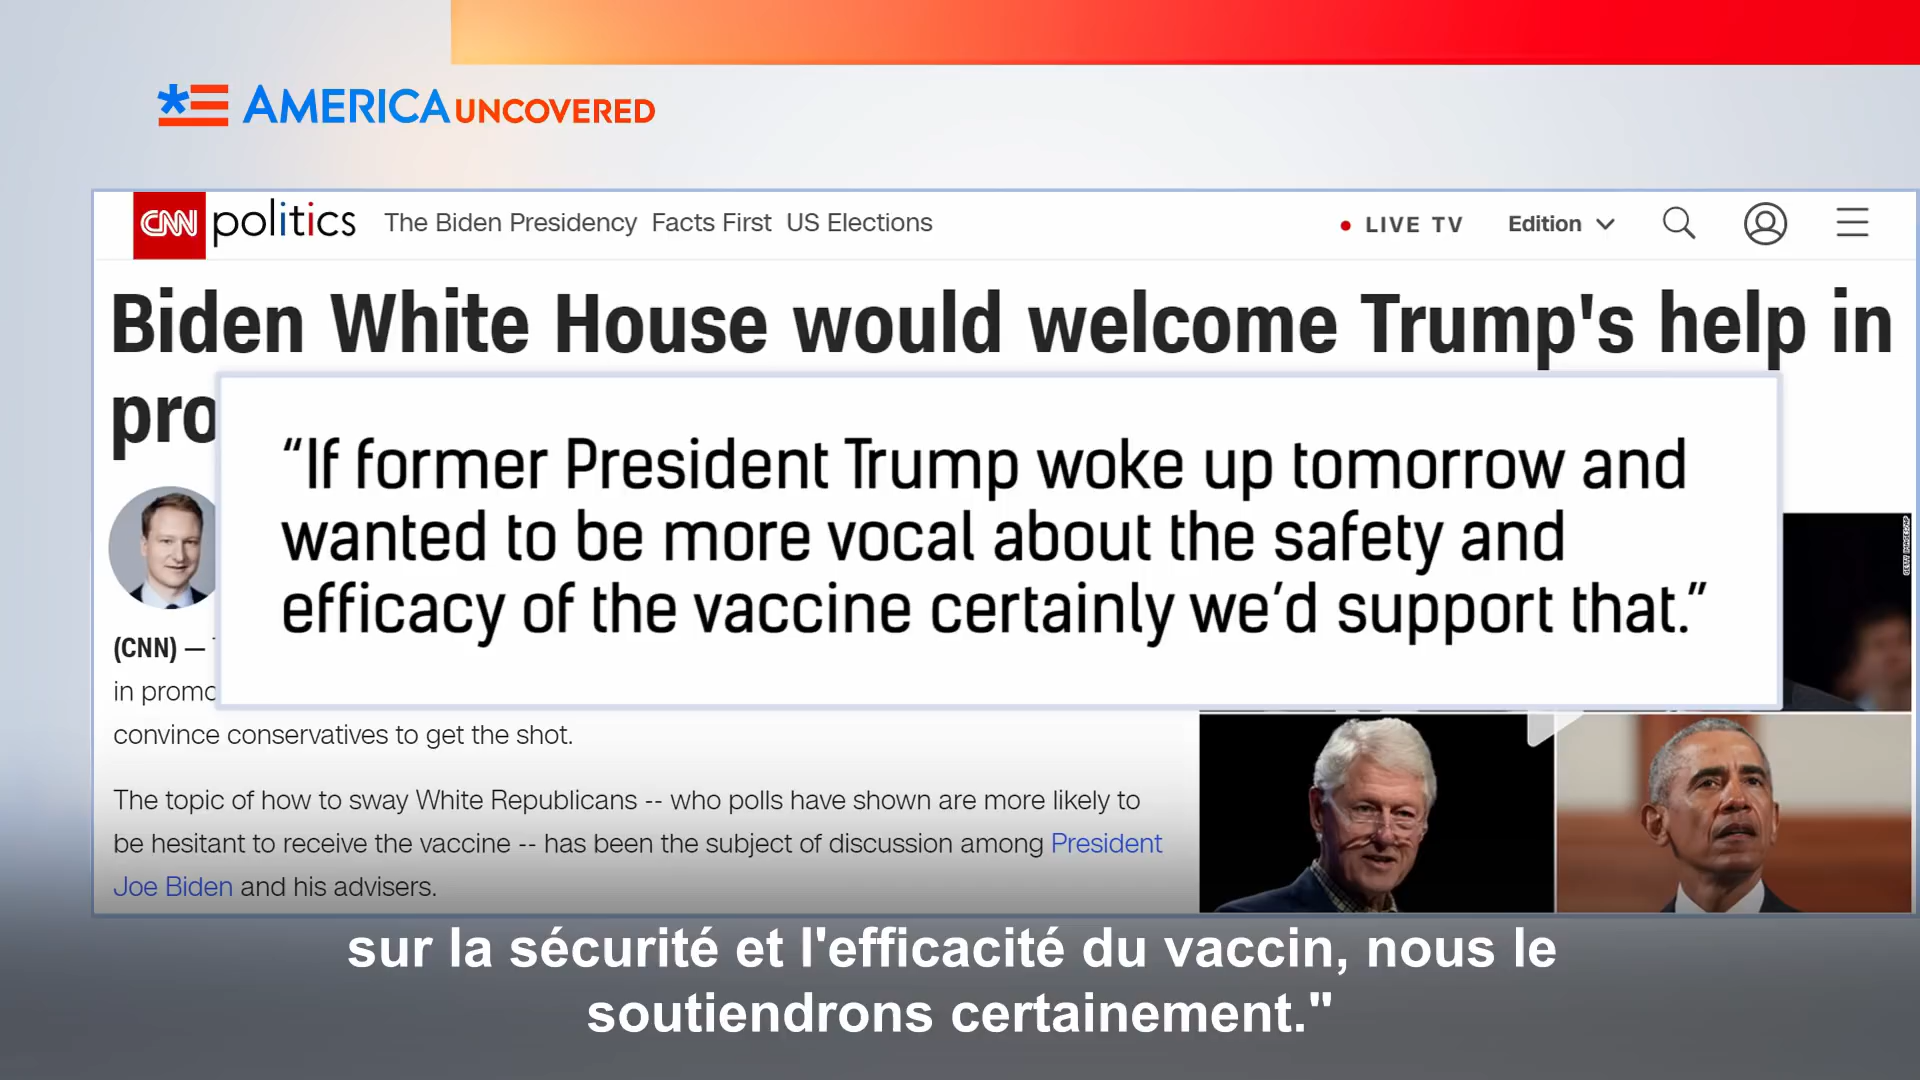 AMERICA UNCOVERED
CNN politics The Biden Presidency Facts First US Elections LIVE TV Edition
Biden White House would welcome Trump's help in
“If former President Trump woke up tomorrow and
wanted to be more vocal about the safety and
efficacy of the vaccine certainly we’d support that.”
(CNN) —
in
convince conservatives to get the shot.
The topic of how to sway White Republicans -- who polls have shown are more likely to
be hesitant to receive the vaccine -- has been the subject of discussion among President
Joe Biden and his advisers.
sur la sécurité et l'efficacité du vaccin, nous le
soutiendrons certainement."